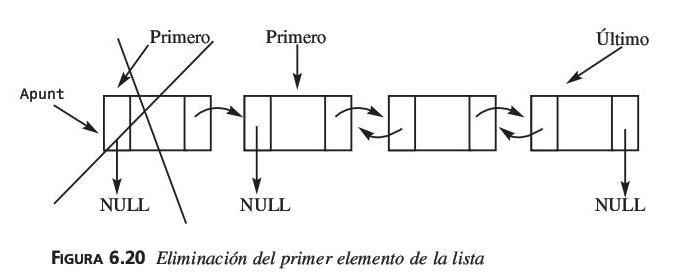 Primero
Primero
Último
Apunt
NULL
NULL
NULL
FIGURA 6.20 Eliminación del primer elemento de la lista